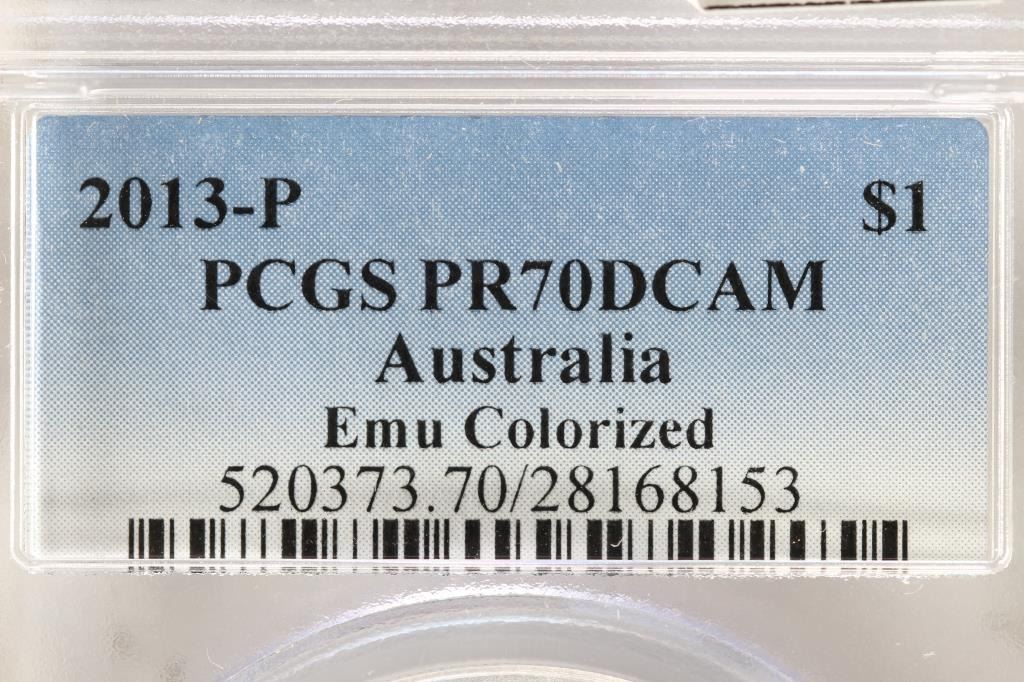 2013-P $1
PCGS PR70DCAM
Australia
Emu Colorized
520373.70/28168153